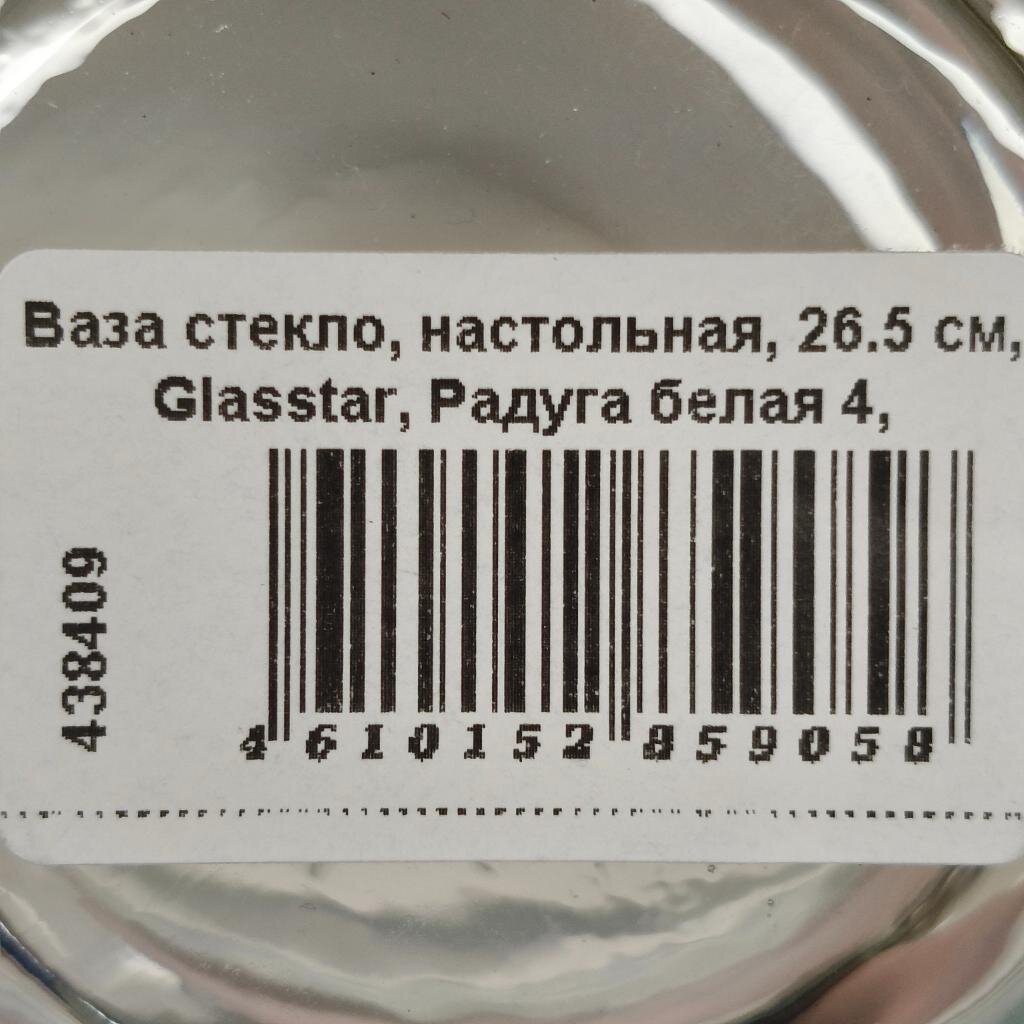 Ваза стекло, настольная, 26.5 см,
Glasstar, Радуга белая 4,
438409
4 610152 859058